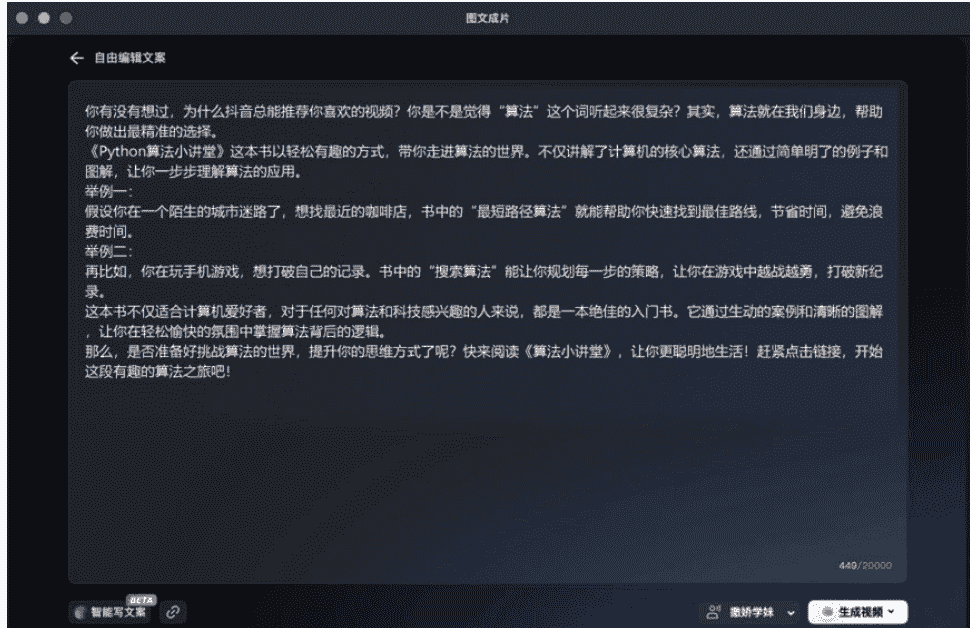 图文成片
自由编辑文案
你有没有想过，为什么抖音总能推荐你喜欢的视频？你是不是觉得“算法”这个词听起来很复杂？其实，算法就在我们身边，帮助
你做出最精准的选择。
《Python算法小讲堂》这本书以轻松有趣的方式，带你走进算法的世界。不仅讲解了计算机的核心算法，还通过简单明了的例子和
图解，让你一步步理解算法的应用。
举例一：
假设你在一个陌生的城市迷路了，想找最近的咖啡店，书中的“最短路径算法”就能帮助你快速找到最佳路线，节省时间，避免浪
费时间。
举例二：
再比如，你在玩手机游戏，想打破自己的记录。书中的“搜索算法”能让你规划每一步的策略，让你在游戏中越战越勇，打破新纪
录。
这本书不仅适合计算机爱好者，对于任何对算法和科技感兴趣的人来说，都是一本绝佳的入门书。它通过生动的案例和清晰的图解
，让你在轻松愉快的氛围中掌握算法背后的逻辑。
那么，是否准备好挑战算法的世界，提升你的思维方式了呢？快来阅读《算法小讲堂》，让你更聪明地生活！赶紧点击链接，开始
这段有趣的算法之旅吧！
449/20000
智能写文案 BETA
撒娇学妹
生成视频